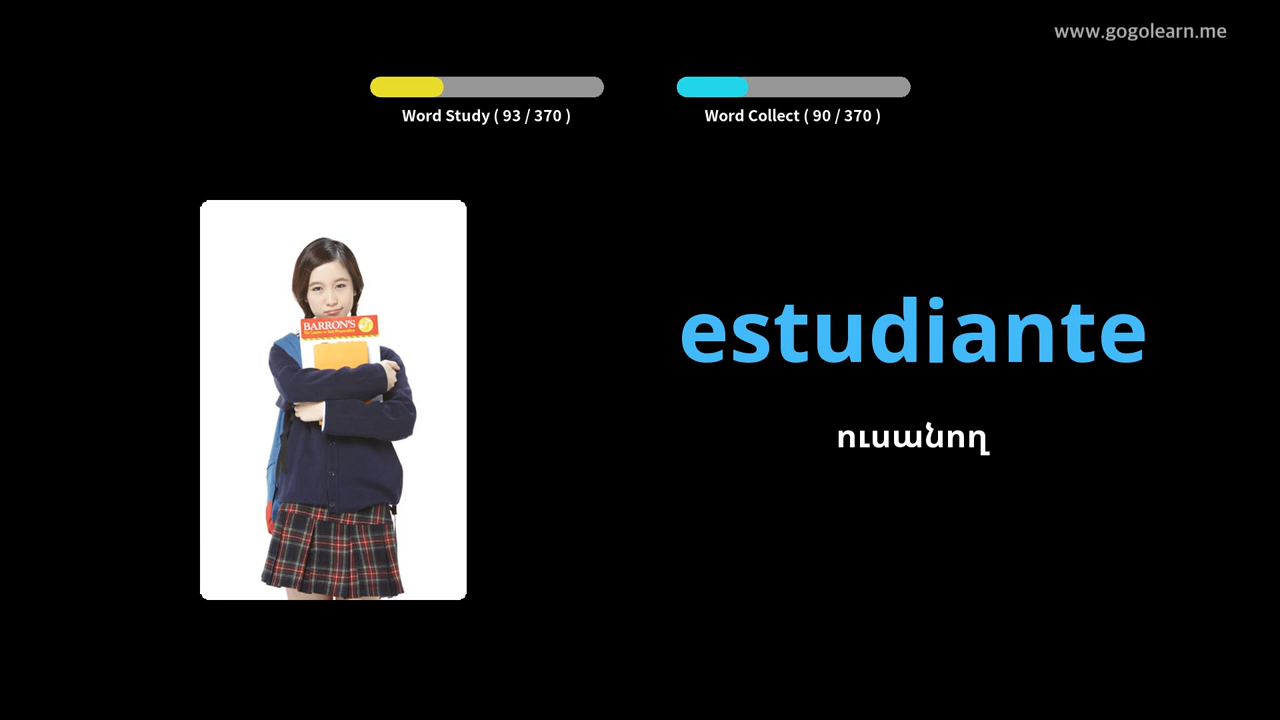 www.gogolearn.me
Word Study ( 93 / 370 )
Word Collect ( 90 / 370 )
BARRON'S
estudiante
ուսանող